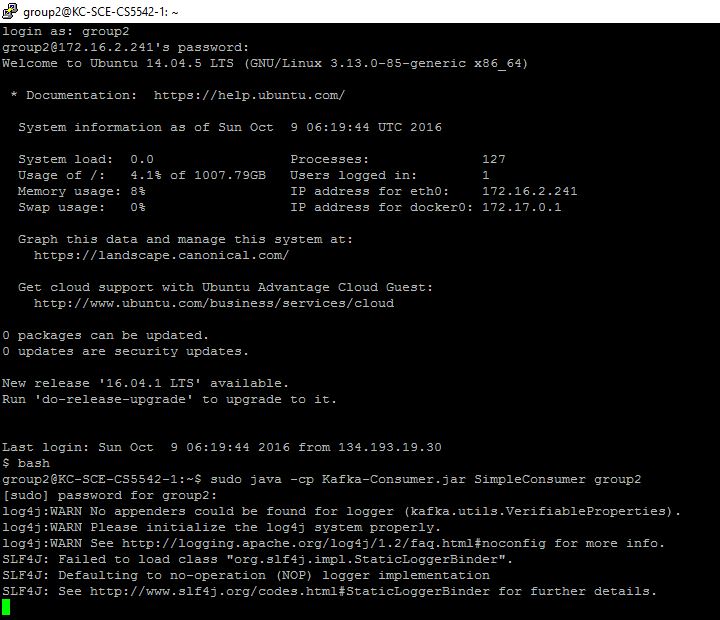 group2@KC-SCE-CS5542-1: ~
login as: group2
group2@172.16.2.241's password:
Welcome to Ubuntu 14.04.5 LTS (GNU/Linux 3.13.0-85-generic x86_64)
* Documentation:  https://help.ubuntu.com/
System information as of Sun Oct  9 06:19:44 UTC 2016
System load:  0.0                Processes:              127
Usage of /:   4.1% of 1007.79GB   Users logged in:        1
Memory usage: 8%                 IP address for eth0:    172.16.2.241
Swap usage:   0%                 IP address for docker0: 172.17.0.1
Graph this data and manage this system at:
https://landscape.canonical.com/
Get cloud support with Ubuntu Advantage Cloud Guest:
http://www.ubuntu.com/business/services/cloud
0 packages can be updated.
0 updates are security updates.
New release '16.04.1 LTS' available.
Run 'do-release-upgrade' to upgrade to it.
Last login: Sun Oct  9 06:19:44 2016 from 134.193.19.30
$ bash
group2@KC-SCE-CS5542-1:~$ sudo java -cp Kafka-Consumer.jar SimpleConsumer group2
[sudo] password for group2:
log4j:WARN No appenders could be found for logger (kafka.utils.VerifiableProperties).
log4j:WARN Please initialize the log4j system properly.
log4j:WARN See http://logging.apache.org/log4j/1.2/faq.html#noconfig for more info.
SLF4J: Failed to load class "org.slf4j.impl.StaticLoggerBinder".
SLF4J: Defaulting to no-operation (NOP) logger implementation
SLF4J: See http://www.slf4j.org/codes.html#StaticLoggerBinder for further details.